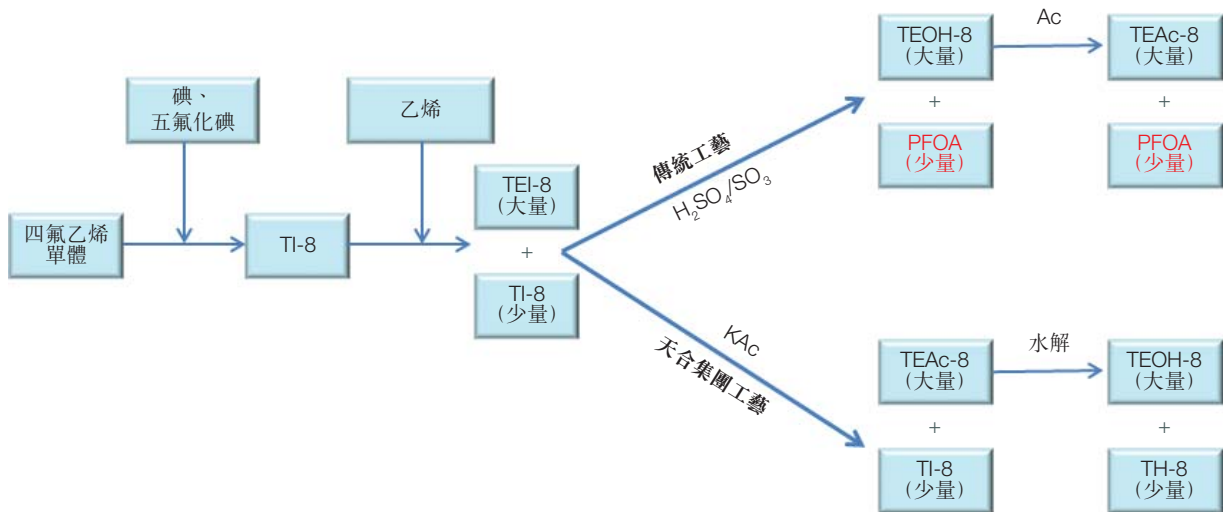 碘、
五氟化碘
乙烯
四氟乙烯
單體
TI-8
TEI-8
(大量)
+
TI-8
(少量)
傳統工藝
H₂SO₄/SO₃
TEOH-8
(大量)
+
PFOA
(少量)
Ac
TEAc-8
(大量)
+
PFOA
(少量)
KAc
天合集團工藝
TEAc-8
(大量)
+
TI-8
(少量)
水解
TEOH-8
(大量)
+
TH-8
(少量)